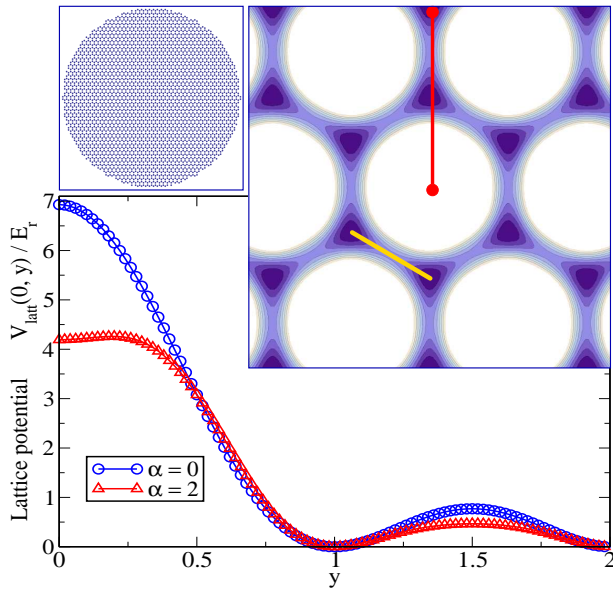 Lattice potential V_latt(0, y) / E_r
7
6
5
4
3
2
1
0
α = 0
α = 2
0 0.5 1 1.5 2
y